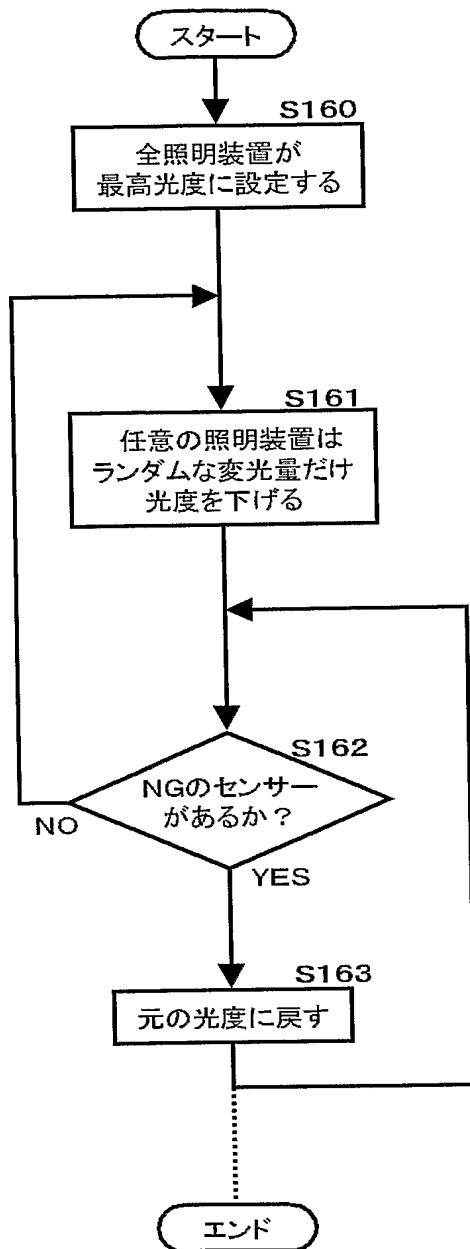 スタート
S160
全照明装置が
最高光度に設定する
S161
任意の照明装置は
ランダムな変光量だけ
光度を下げる
S162
NGのセンサー
があるか？
NO
YES
S163
元の光度に戻す
エンド